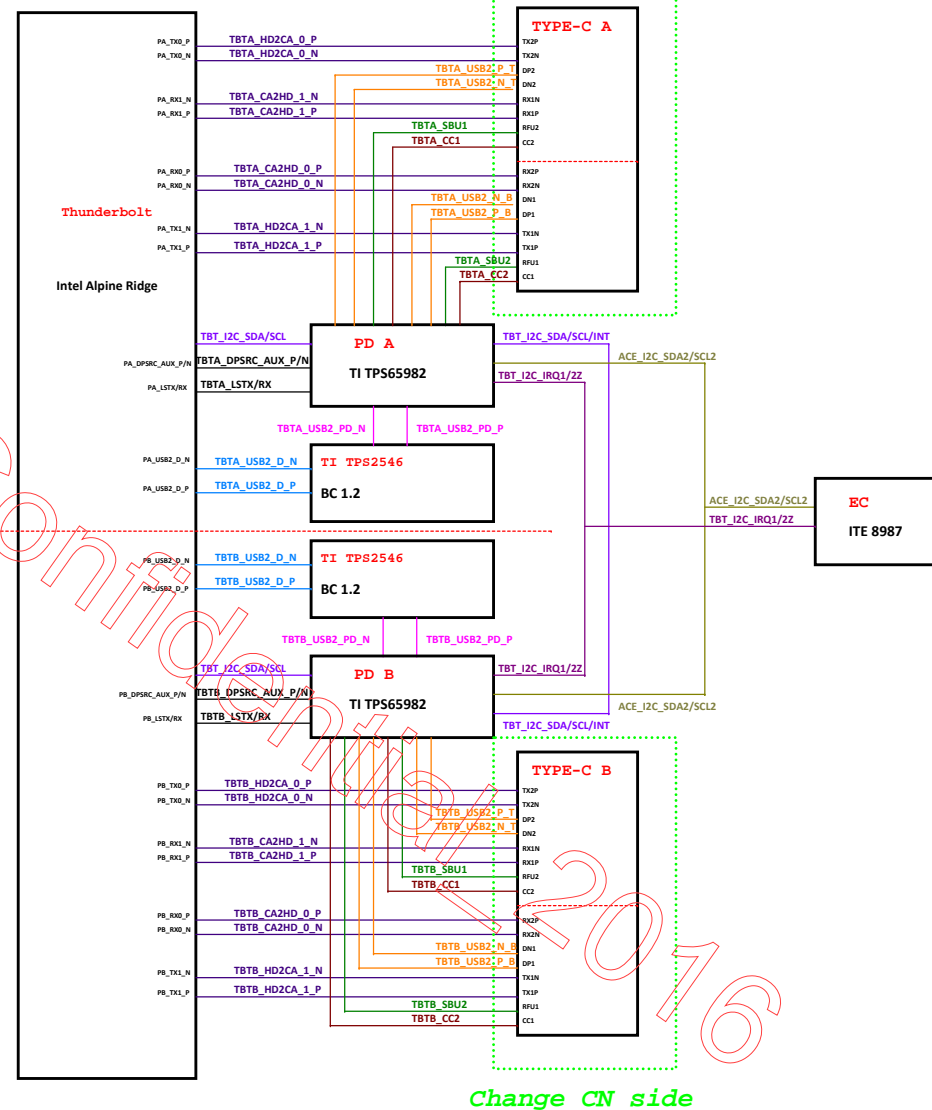 TYPE-C A
PA_TX0_P TBTA_HD2CA_0_P TX2P
PA_TX0_N TBTA_HD2CA_0_N TX2N
TBTA_USB2_P_T DP2
TBTA_USB2_N_T DN2
PA_RX1_N TBTA_CA2HD_1_N RX1N
PA_RX1_P TBTA_CA2HD_1_P RX1P
TBTA_SBU1 RFU2
TBTA_CC1 CC2
PA_RX0_P TBTA_CA2HD_0_P RX2P
PA_RX0_N TBTA_CA2HD_0_N RX2N
TBTA_USB2_N_B DN1
TBTA_USB2_P_B DP1
Thunderbolt
PA_TX1_N TBTA_HD2CA_1_N TX1N
PA_TX1_P TBTA_HD2CA_1_P TX1P
TBTA_SBU2 RFU1
TBTA_CC2 CC1
Intel Alpine Ridge
TBT_I2C_SDA/SCL PD A TBT_I2C_SDA/SCL/INT
PA_DPSRC_AUX_P/N TBTA_DPSRC_AUX_P/N ACE_I2C_SDA2/SCL2
TI TPS65982 TBT_I2C_IRQ1/2Z
PA_LSTX/RX TBTA_LSTX/RX
TBTA_USB2_PD_N TBTA_USB2_PD_P
PA_USB2_D_N TBTA_USB2_D_N TI TPS2546
PA_USB2_D_P TBTA_USB2_D_P BC 1.2
ACE_I2C_SDA2/SCL2 EC
TBT_I2C_IRQ1/2Z ITE 8987
PB_USB2_D_N TBTB_USB2_D_N TI TPS2546
PB_USB2_D_P TBTB_USB2_D_P BC 1.2
TBTB_USB2_PD_N TBTB_USB2_PD_P
TBT_I2C_SDA/SCL PD B TBT_I2C_IRQ1/2Z
PB_DPSRC_AUX_P/N TBTB_DPSRC_AUX_P/N TI TPS65982 ACE_I2C_SDA2/SCL2
PB_LSTX/RX TBTB_LSTX/RX TBT_I2C_SDA/SCL/INT
TYPE-C B
PB_TX0_P TBTB_HD2CA_0_P TX2P
PB_TX0_N TBTB_HD2CA_0_N TX2N
TBTB_USB2_P_T DP2
TBTB_USB2_N_T DN2
PB_RX1_N TBTB_CA2HD_1_N RX1N
PB_RX1_P TBTB_CA2HD_1_P RX1P
TBTB_SBU1 RFU2
TBTB_CC1 CC2
PB_RX0_P TBTB_CA2HD_0_P RX2P
PB_RX0_N TBTB_CA2HD_0_N RX2N
TBTB_USB2_N_B DN1
TBTB_USB2_P_B DP1
PB_TX1_N TBTB_HD2CA_1_N TX1N
PB_TX1_P TBTB_HD2CA_1_P TX1P
TBTB_SBU2 RFU1
TBTB_CC2 CC1
Change CN side
2016